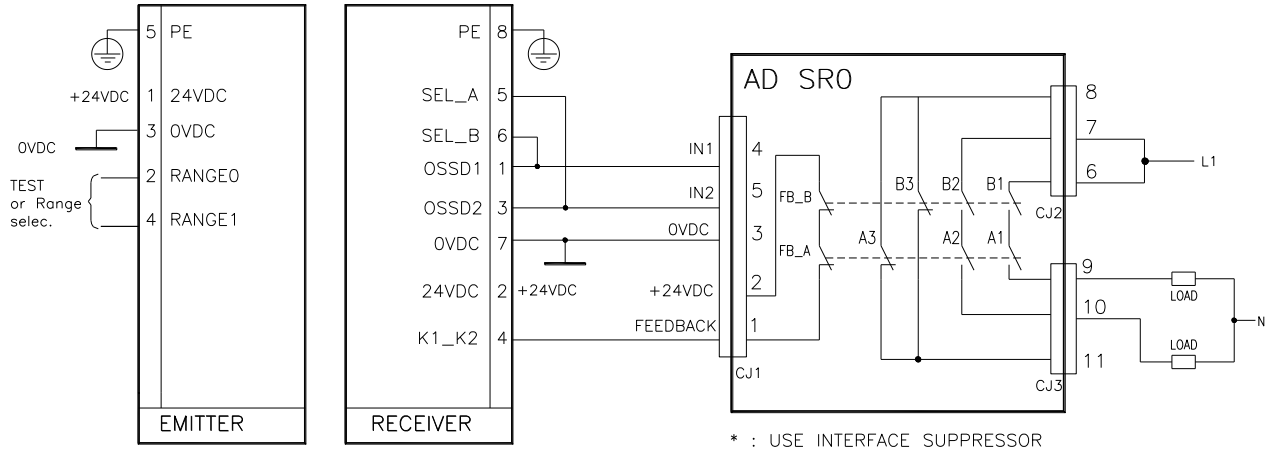 5 PE
+24VDC 1 24VDC
3 0VDC
0VDC
2 RANGE0
TEST
or Range
selec.
4 RANGE1
EMITTER
PE 8
SEL_A 5
SEL_B 6
OSSD1 1
OSSD2 3
0VDC 7
24VDC 2 +24VDC
K1_K2 4
RECEIVER
IN1
IN2
0VDC
+24VDC
FEEDBACK
AD SR0
4
5
3
2
1
CJ1
FB_B
FB_A
B3 B2 B1
A3 A2 A1
8
7
6
CJ2
L1
9
10
11
CJ3
LOAD
LOAD
N
* : USE INTERFACE SUPPRESSOR